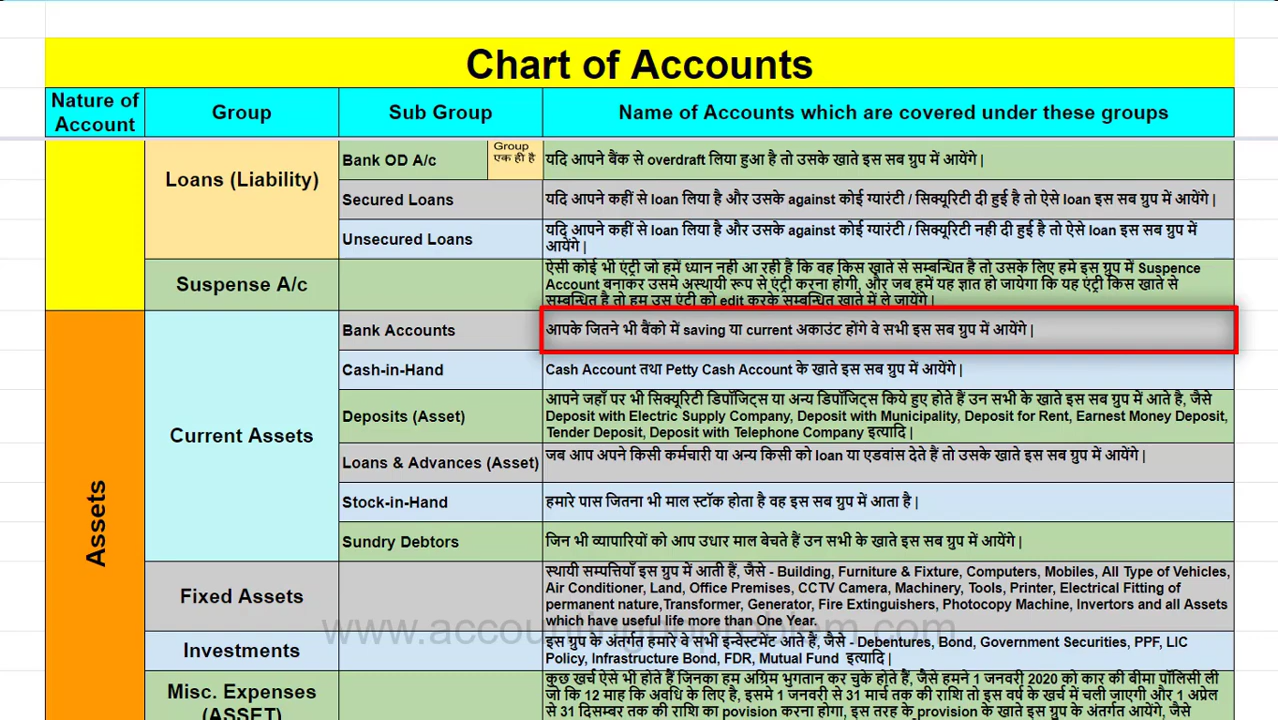 Chart of Accounts
Nature of
Account
Group
Sub Group
Name of Accounts which are covered under these groups
Loans (Liability)
Bank OD A/c
Group
एक ही है
यदि आपने बैंक से overdraft लिया हुआ है तो उसके खाते इस सब ग्रुप में आयेंगे |
Secured Loans
यदि आपने कहीं से loan लिया है और उसके against कोई ग्यारंटी / सिक्यूरिटी दी हुई है तो ऐसे loan इस सब ग्रुप में आयेंगे |
Unsecured Loans
यदि आपने कहीं से loan लिया है और उसके against कोई ग्यारंटी / सिक्यूरिटी नही दी हुई है तो ऐसे loan इस सब ग्रुप में
आयेंगे |
Suspense A/c
ऐसी कोई भी एंट्री जो हमें ध्यान नही आ रही है कि वह किस खाते से सम्बन्धित है तो उसके लिए हमे इस ग्रुप में Suspence
Account बनाकर उसमे अस्थायी रूप से एंट्री करना होगी, और जब हमें यह ज्ञात हो जायेगा कि यह एंट्री किस खाते से
सम्बन्धित है तो हम उस एंट्री को edit करके सम्बन्धित खाते में ले जायेंगे |
Assets
Current Assets
Bank Accounts
आपके जितने भी बैंको में saving या current अकाउंट होंगे वे सभी इस सब ग्रुप में आयेंगे |
Cash-in-Hand
Cash Account तथा Petty Cash Account के खाते इस सब ग्रुप में आयेंगे |
Deposits (Asset)
आपने जहाँ पर भी सिक्यूरिटी डिपॉजिट्स या अन्य डिपॉजिट्स किये हुए होते हैं उन सभी के खाते इस सब ग्रुप में आते है, जैसे
Deposit with Electric Supply Company, Deposit with Municipality, Deposit for Rent, Earnest Money Deposit,
Tender Deposit, Deposit with Telephone Company इत्यादि |
Loans & Advances (Asset)
जब आप अपने किसी कर्मचारी या अन्य किसी को loan या एडवांस देते हैं तो उसके खाते इस सब ग्रुप में आयेंगे |
Stock-in-Hand
हमारे पास जितना भी माल स्टॉक होता है वह इस सब ग्रुप में आता है |
Sundry Debtors
जिन भी व्यापारियों को आप उधार माल बेचते हैं उन सभी के खाते इस सब ग्रुप में आयेंगे |
Fixed Assets
स्थायी सम्पत्तियाँ इस ग्रुप में आती हैं, जैसे - Building, Furniture & Fixture, Computers, Mobiles, All Type of Vehicles,
Air Conditioner, Land, Office Premises, CCTV Camera, Machinery, Tools, Printer, Electrical Fitting of
permanent nature,Transformer, Generator, Fire Extinguishers, Photocopy Machine, Invertors and all Assets
which have useful life more than One Year.
Investments
इस ग्रुप के अंतर्गत हमारे वे सभी इन्वेस्टमेंट आते हैं, जैसे - Debentures, Bond, Government Securities, PPF, LIC
Policy, Infrastructure Bond, FDR, Mutual Fund इत्यादि |
Misc. Expenses
(ASSET)
कुछ खर्च ऐसे भी होते हैं जिनका हम अग्रिम भुगतान कर चुके होते हैं, जैसे हमने 1 जनवरी 2020 को कार की बीमा पॉलिसी ली
जो कि 12 माह कि अवधि के लिए है, इसमे 1 जनवरी से 31 मार्च तक की राशि तो इस वर्ष के खर्च में चली जाएगी और 1 अप्रेल
से 31 दिसम्बर तक की राशि का povision करना होगा, इस तरह के provision के खाते इस ग्रुप के अंतर्गत आयेंगे, जैसे